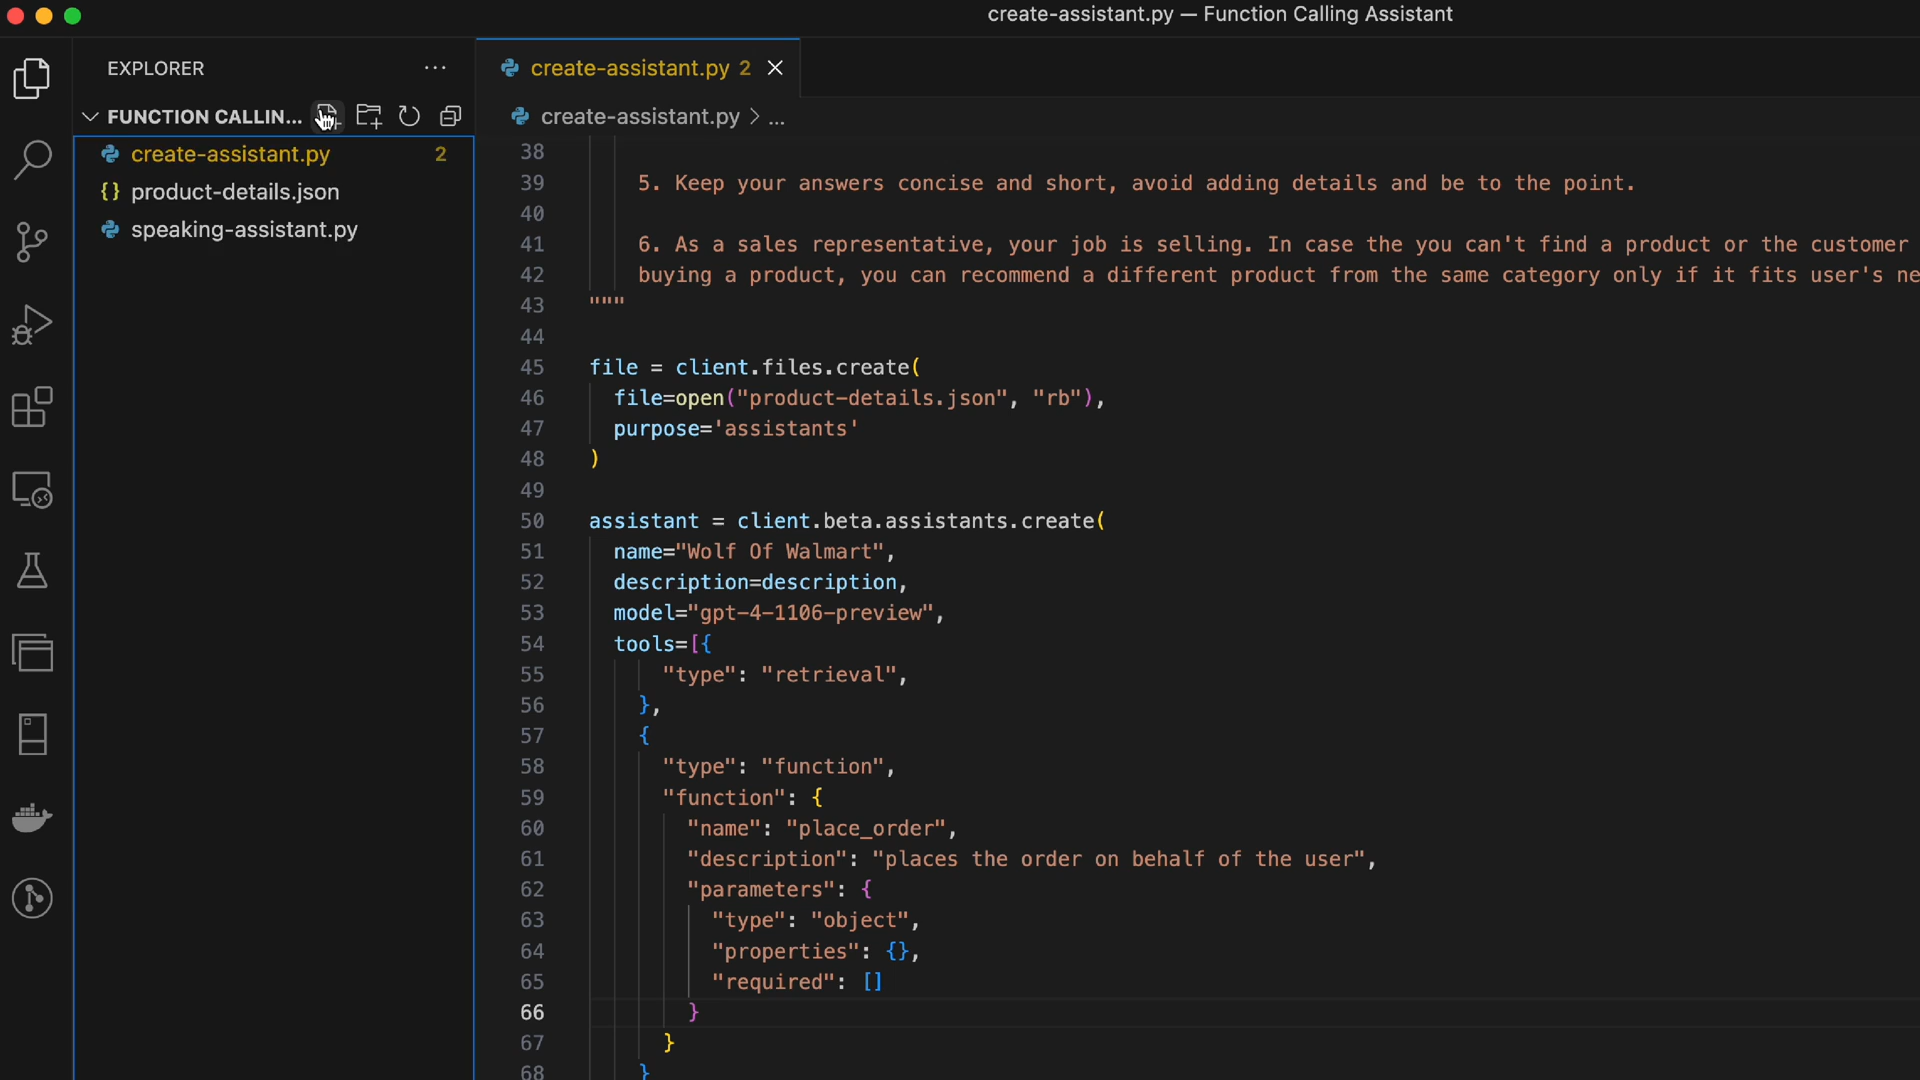 create-assistant.py — Function Calling Assistant
EXPLORER
···
create-assistant.py 2
FUNCTION CALLIN...
create-assistant.py > ...
create-assistant.py 2
{} product-details.json
speaking-assistant.py
38
39 5. Keep your answers concise and short, avoid adding details and be to the point.
40
41 6. As a sales representative, your job is selling. In case the you can't find a product or the customer
42 buying a product, you can recommend a different product from the same category only if it fits user's ne
43 """
44
45 file = client.files.create(
46 file=open("product-details.json", "rb"),
47 purpose='assistants'
48 )
49
50 assistant = client.beta.assistants.create(
51 name="Wolf Of Walmart",
52 description=description,
53 model="gpt-4-1106-preview",
54 tools=[{
55 "type": "retrieval",
56 },
57 {
58 "type": "function",
59 "function": {
60 "name": "place_order",
61 "description": "places the order on behalf of the user",
62 "parameters": {
63 "type": "object",
64 "properties": {},
65 "required": []
66 }
67 }
68 }